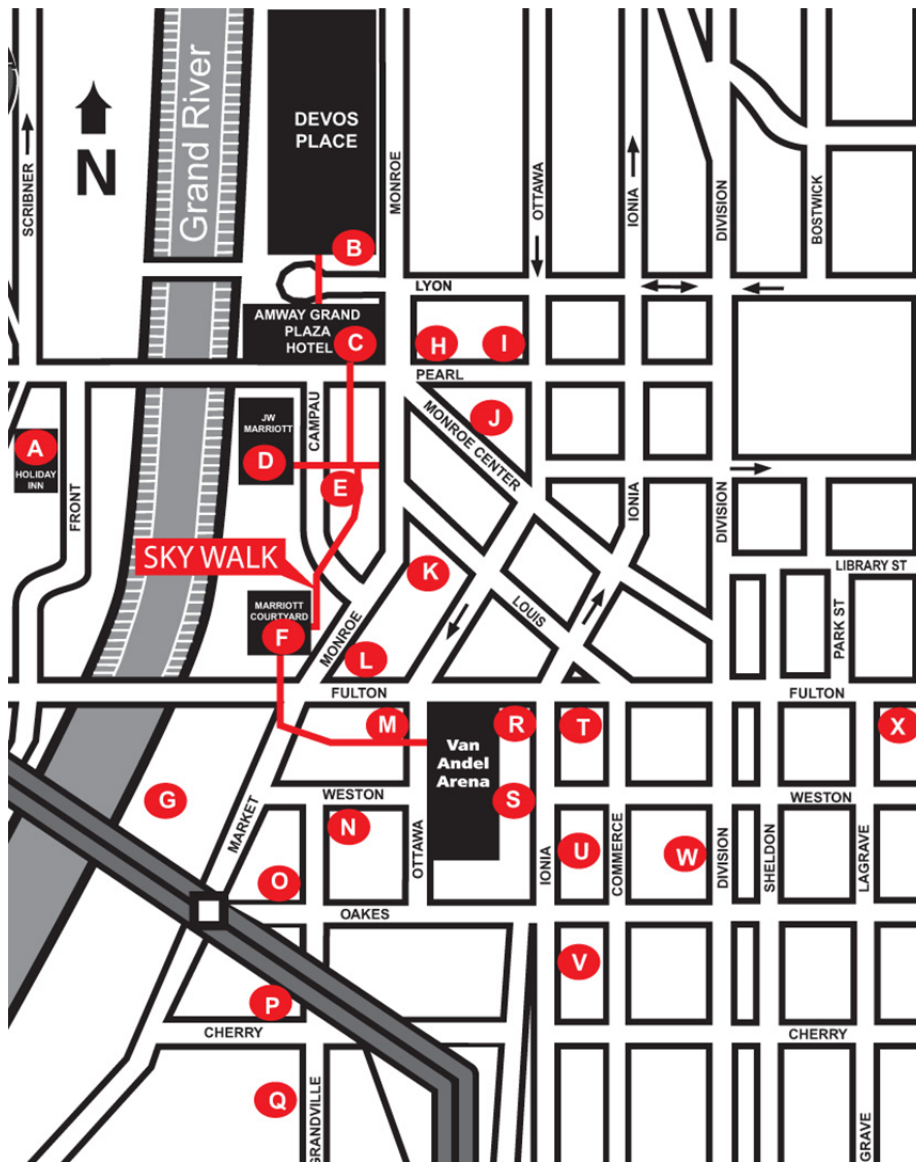 Grand River
DEVOS
PLACE
N
SCRIBNER
MONROE
OTTAWA
IONIA
DIVISION
BOSTWICK
B
LYON
AMWAY GRAND
PLAZA
HOTEL
C
H
I
PEARL
CAMPAU
JW
MARRIOTT
D
J
MONROE CENTER
A
HOLIDAY
INN
FRONT
E
IONIA
DIVISION
SKY WALK
K
LIBRARY ST
MARRIOTT
COURTYARD
F
LOUIS
PARK ST
MONROE
L
FULTON
FULTON
M
R
T
X
Van
Andel
Arena
G
WESTON
S
WESTON
MARKET
N
OTTAWA
IONIA
U
COMMERCE
W
DIVISION
SHELDON
LAGRAVE
O
OAKES
V
P
CHERRY
CHERRY
Q
GRANDVILLE
GRAVE